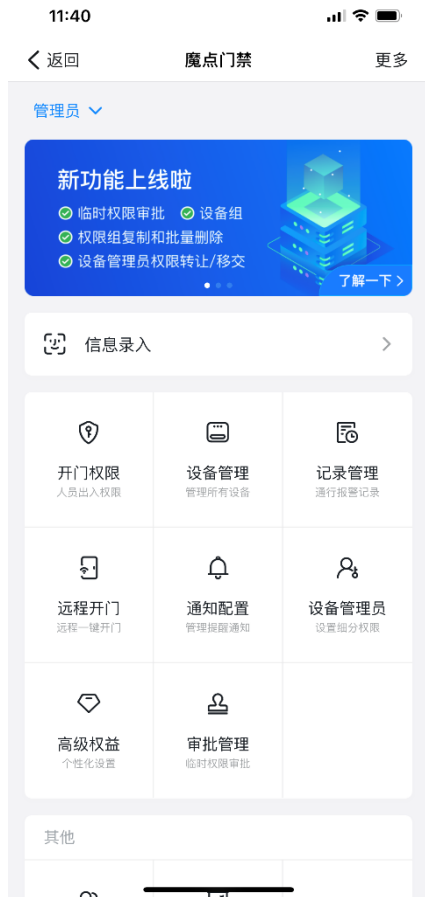 11:40
返回
魔点门禁
更多
管理员
新功能上线啦
临时权限审批
设备组
权限组复制和批量删除
设备管理员权限转让/移交
了解一下
信息录入
开门权限
设备管理
记录管理
人员出入权限
管理所有设备
通行报警记录
远程开门
通知配置
设备管理员
远程一键开门
管理提醒通知
设置细分权限
高级权益
审批管理
个性化设置
临时权限审批
其他